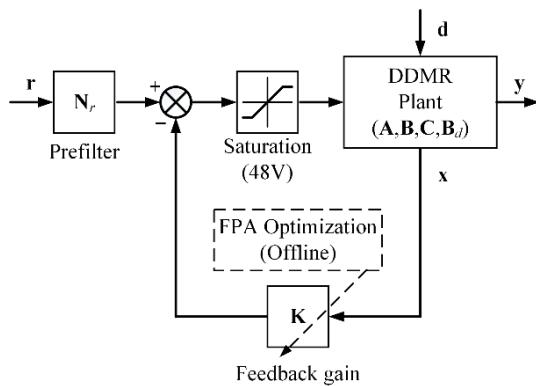 d
r
N_r
+
−
DDMR
Plant
(A,B,C,B_d)
y
Prefilter
Saturation
(48V)
x
FPA Optimization
(Offline)
K
Feedback gain